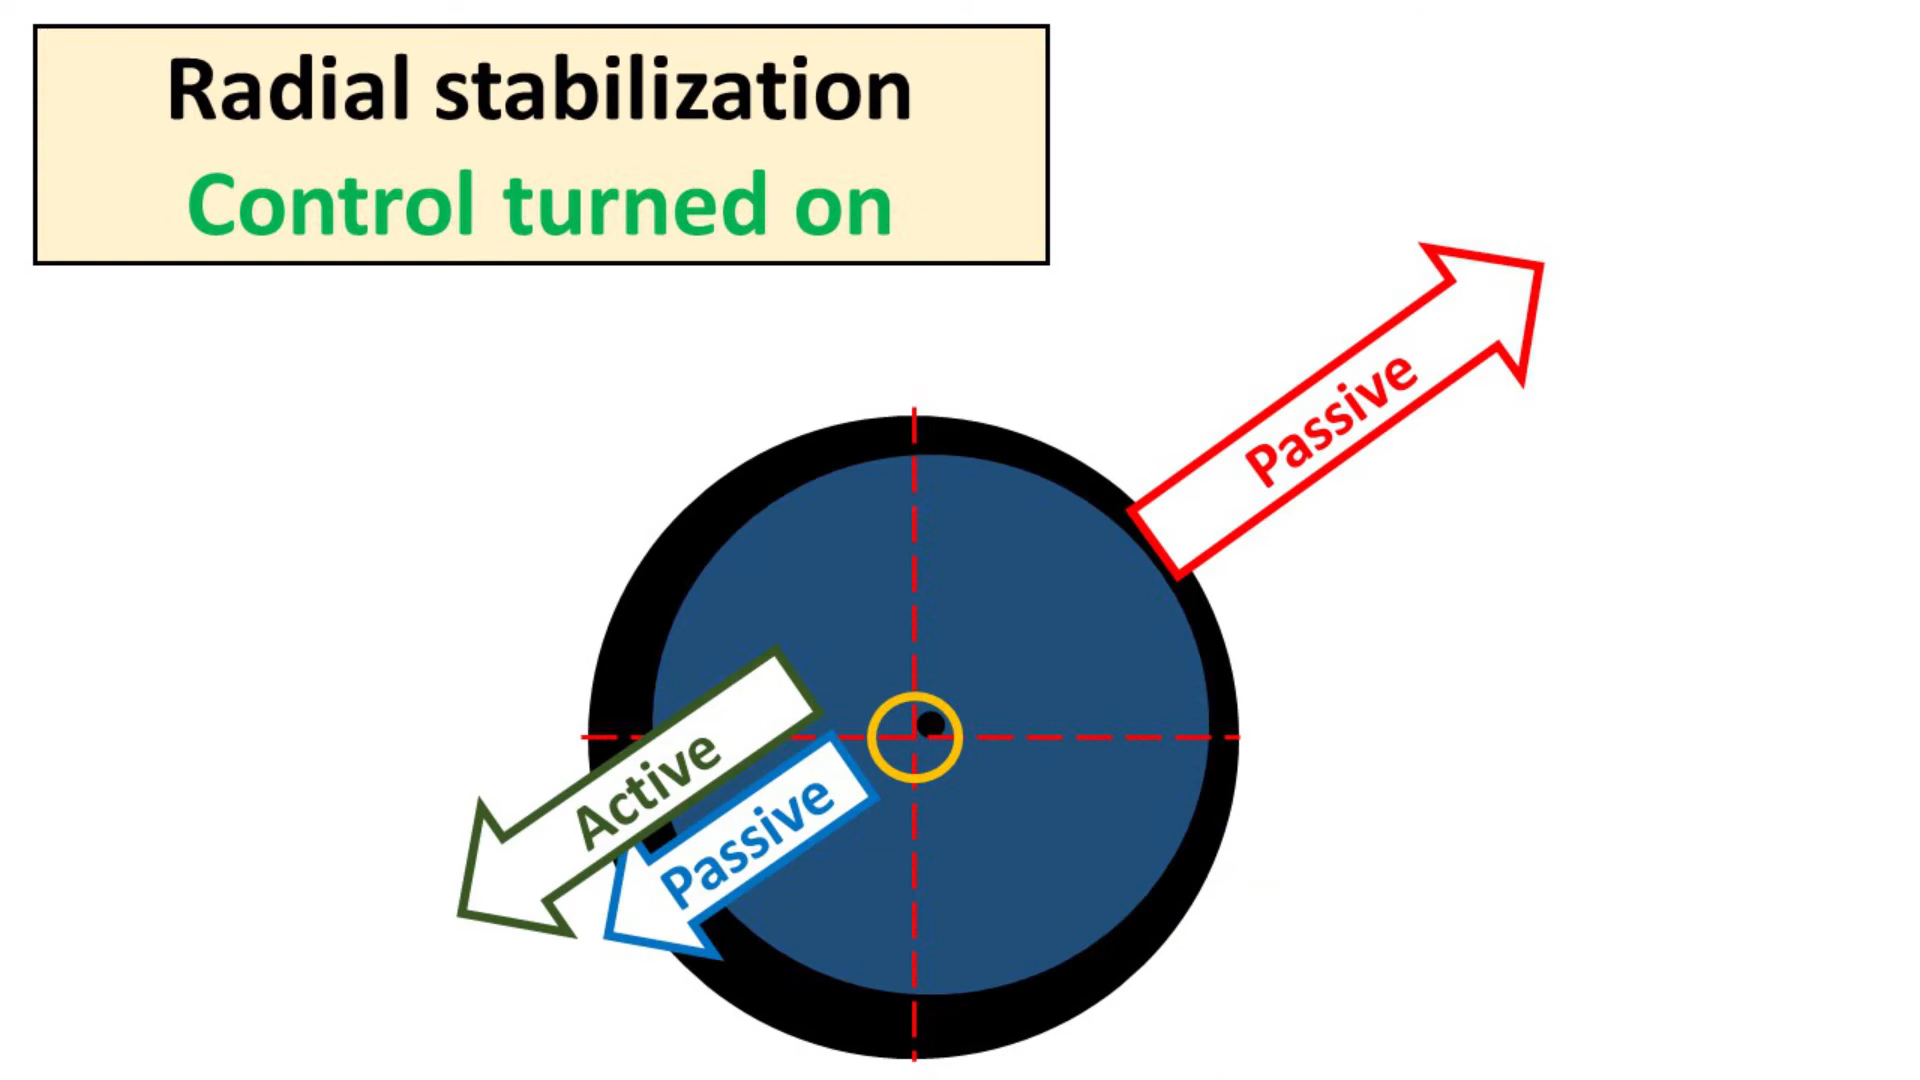 Radial stabilization
Control turned on
Passive
Active
Passive